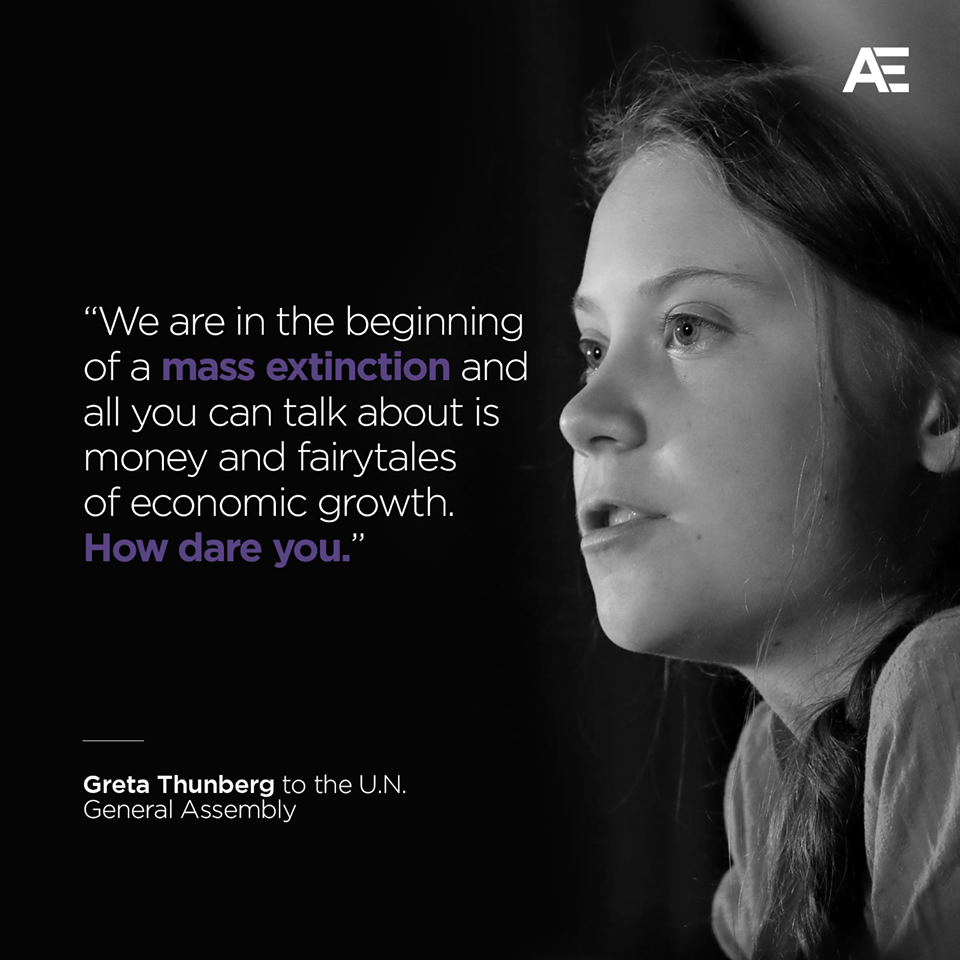 AE
“We are in the beginning
of a mass extinction and
all you can talk about is
money and fairytales
of economic growth.
How dare you.”
Greta Thunberg to the U.N.
General Assembly